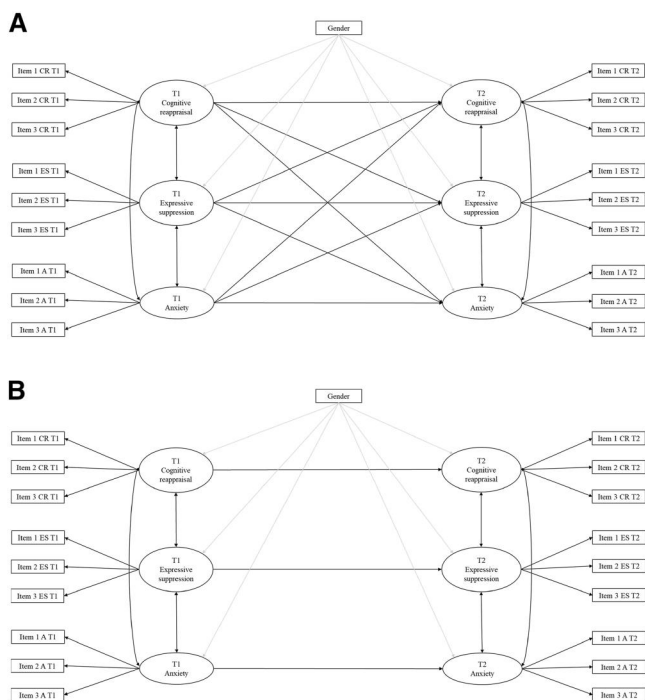 A
Gender
Item 1 CR T1
Item 2 CR T1
Item 3 CR T1
Item 1 ES T1
Item 2 ES T1
Item 3 ES T1
Item 1 A T1
Item 2 A T1
Item 3 A T1
T1
Cognitive
reappraisal
T1
Expressive
suppression
T1
Anxiety
T2
Cognitive
reappraisal
T2
Expressive
suppression
T2
Anxiety
Item 1 CR T2
Item 2 CR T2
Item 3 CR T2
Item 1 ES T2
Item 2 ES T2
Item 3 ES T2
Item 1 A T2
Item 2 A T2
Item 3 A T2
B
Gender
Item 1 CR T1
Item 2 CR T1
Item 3 CR T1
Item 1 ES T1
Item 2 ES T1
Item 3 ES T1
Item 1 A T1
Item 2 A T1
Item 3 A T1
T1
Cognitive
reappraisal
T1
Expressive
suppression
T1
Anxiety
T2
Cognitive
reappraisal
T2
Expressive
suppression
T2
Anxiety
Item 1 CR T2
Item 2 CR T2
Item 3 CR T2
Item 1 ES T2
Item 2 ES T2
Item 3 ES T2
Item 1 A T2
Item 2 A T2
Item 3 A T2